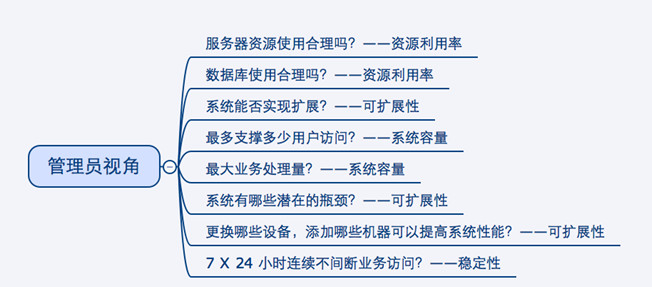 服务器资源使用合理吗？——资源利用率
数据库使用合理吗？——资源利用率
系统能否实现扩展？——可扩展性
最多支撑多少用户访问？——系统容量
管理员视角
最大业务处理量？——系统容量
系统有哪些潜在的瓶颈？——可扩展性
更换哪些设备，添加哪些机器可以提高系统性能？——可扩展性
7 X 24 小时连续不间断业务访问？——稳定性